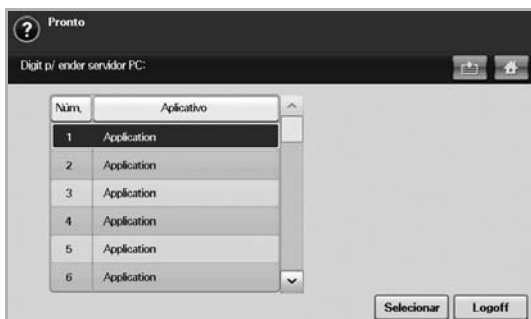 ? Pronto
Digit p/ ender servidor PC:
Núm. Aplicativo
1 Application
2 Application
3 Application
4 Application
5 Application
6 Application
Selecionar Logoff